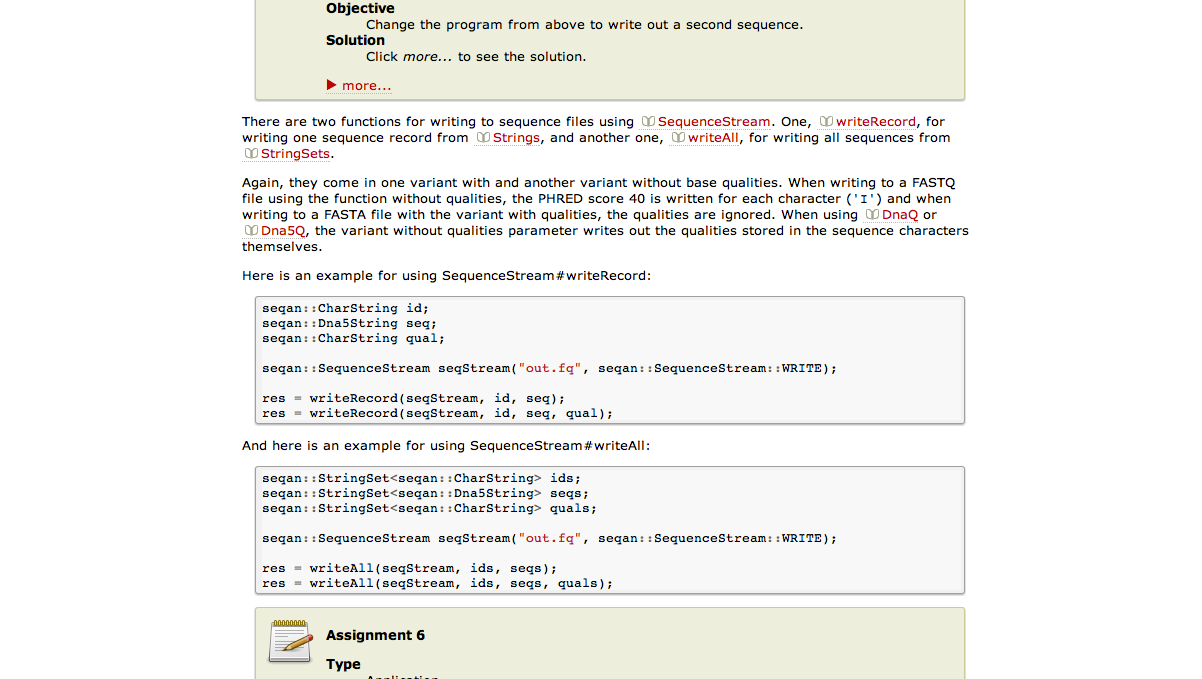 Objective
Change the program from above to write out a second sequence.
Solution
Click more... to see the solution.
more...
There are two functions for writing to sequence files using SequenceStream. One, writeRecord, for
writing one sequence record from Strings, and another one, writeAll, for writing all sequences from
StringSets.
Again, they come in one variant with and another variant without base qualities. When writing to a FASTQ
file using the function without qualities, the PHRED score 40 is written for each character ('I') and when
writing to a FASTA file with the variant with qualities, the qualities are ignored. When using DnaQ or
Dna5Q, the variant without qualities parameter writes out the qualities stored in the sequence characters
themselves.
Here is an example for using SequenceStream#writeRecord:
seqan::CharString id;
seqan::Dna5String seq;
seqan::CharString qual;
seqan::SequenceStream seqStream("out.fq", seqan::SequenceStream::WRITE);
res = writeRecord(seqStream, id, seq);
res = writeRecord(seqStream, id, seq, qual);
And here is an example for using SequenceStream#writeAll:
seqan::StringSet<seqan::CharString> ids;
seqan::StringSet<seqan::Dna5String> seqs;
seqan::StringSet<seqan::CharString> quals;
seqan::SequenceStream seqStream("out.fq", seqan::SequenceStream::WRITE);
res = writeAll(seqStream, ids, seqs);
res = writeAll(seqStream, ids, seqs, quals);
Assignment 6
Type
Application